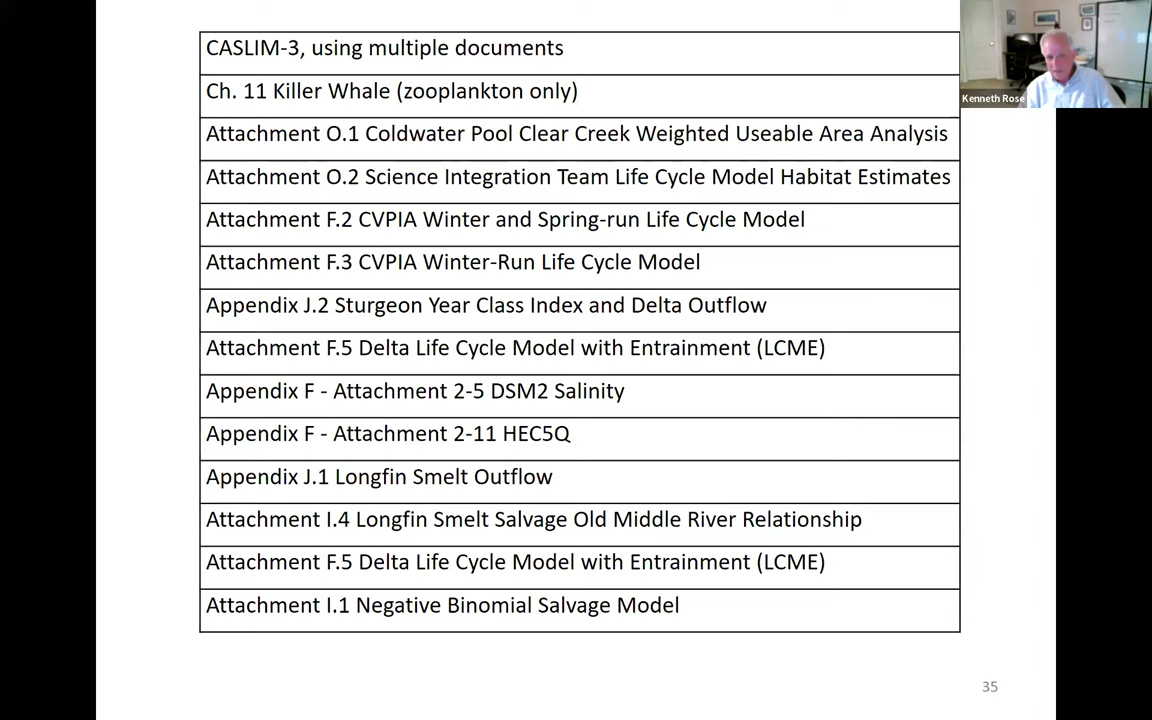 CASLIM-3, using multiple documents
Ch. 11 Killer Whale (zooplankton only)
Attachment O.1 Coldwater Pool Clear Creek Weighted Useable Area Analysis
Attachment O.2 Science Integration Team Life Cycle Model Habitat Estimates
Attachment F.2 CVPIA Winter and Spring-run Life Cycle Model
Attachment F.3 CVPIA Winter-Run Life Cycle Model
Appendix J.2 Sturgeon Year Class Index and Delta Outflow
Attachment F.5 Delta Life Cycle Model with Entrainment (LCME)
Appendix F - Attachment 2-5 DSM2 Salinity
Appendix F - Attachment 2-11 HEC5Q
Appendix J.1 Longfin Smelt Outflow
Attachment I.4 Longfin Smelt Salvage Old Middle River Relationship
Attachment F.5 Delta Life Cycle Model with Entrainment (LCME)
Attachment I.1 Negative Binomial Salvage Model
35
Kenneth Rose